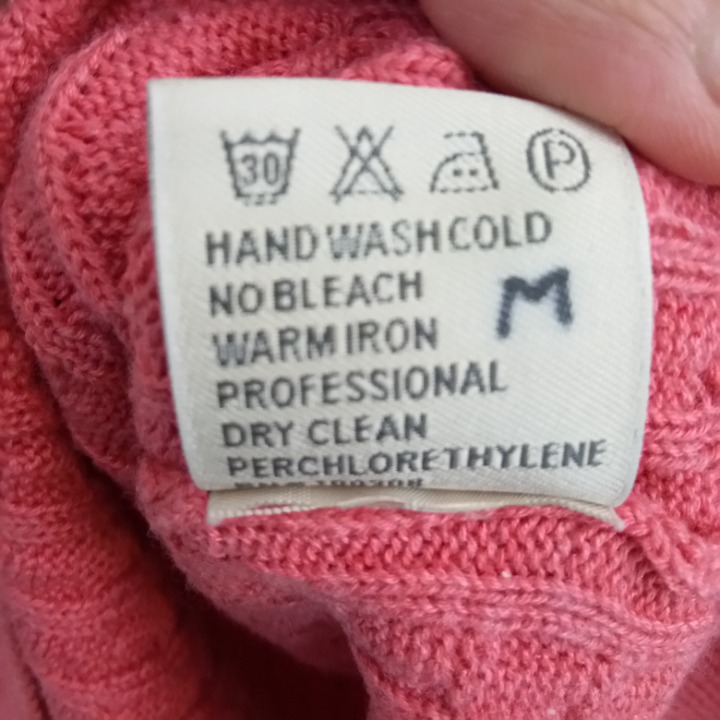 30 P
HAND WASH COLD
NO BLEACH M
WARM IRON
PROFESSIONAL
DRY CLEAN
PERCHLORETHYLENE